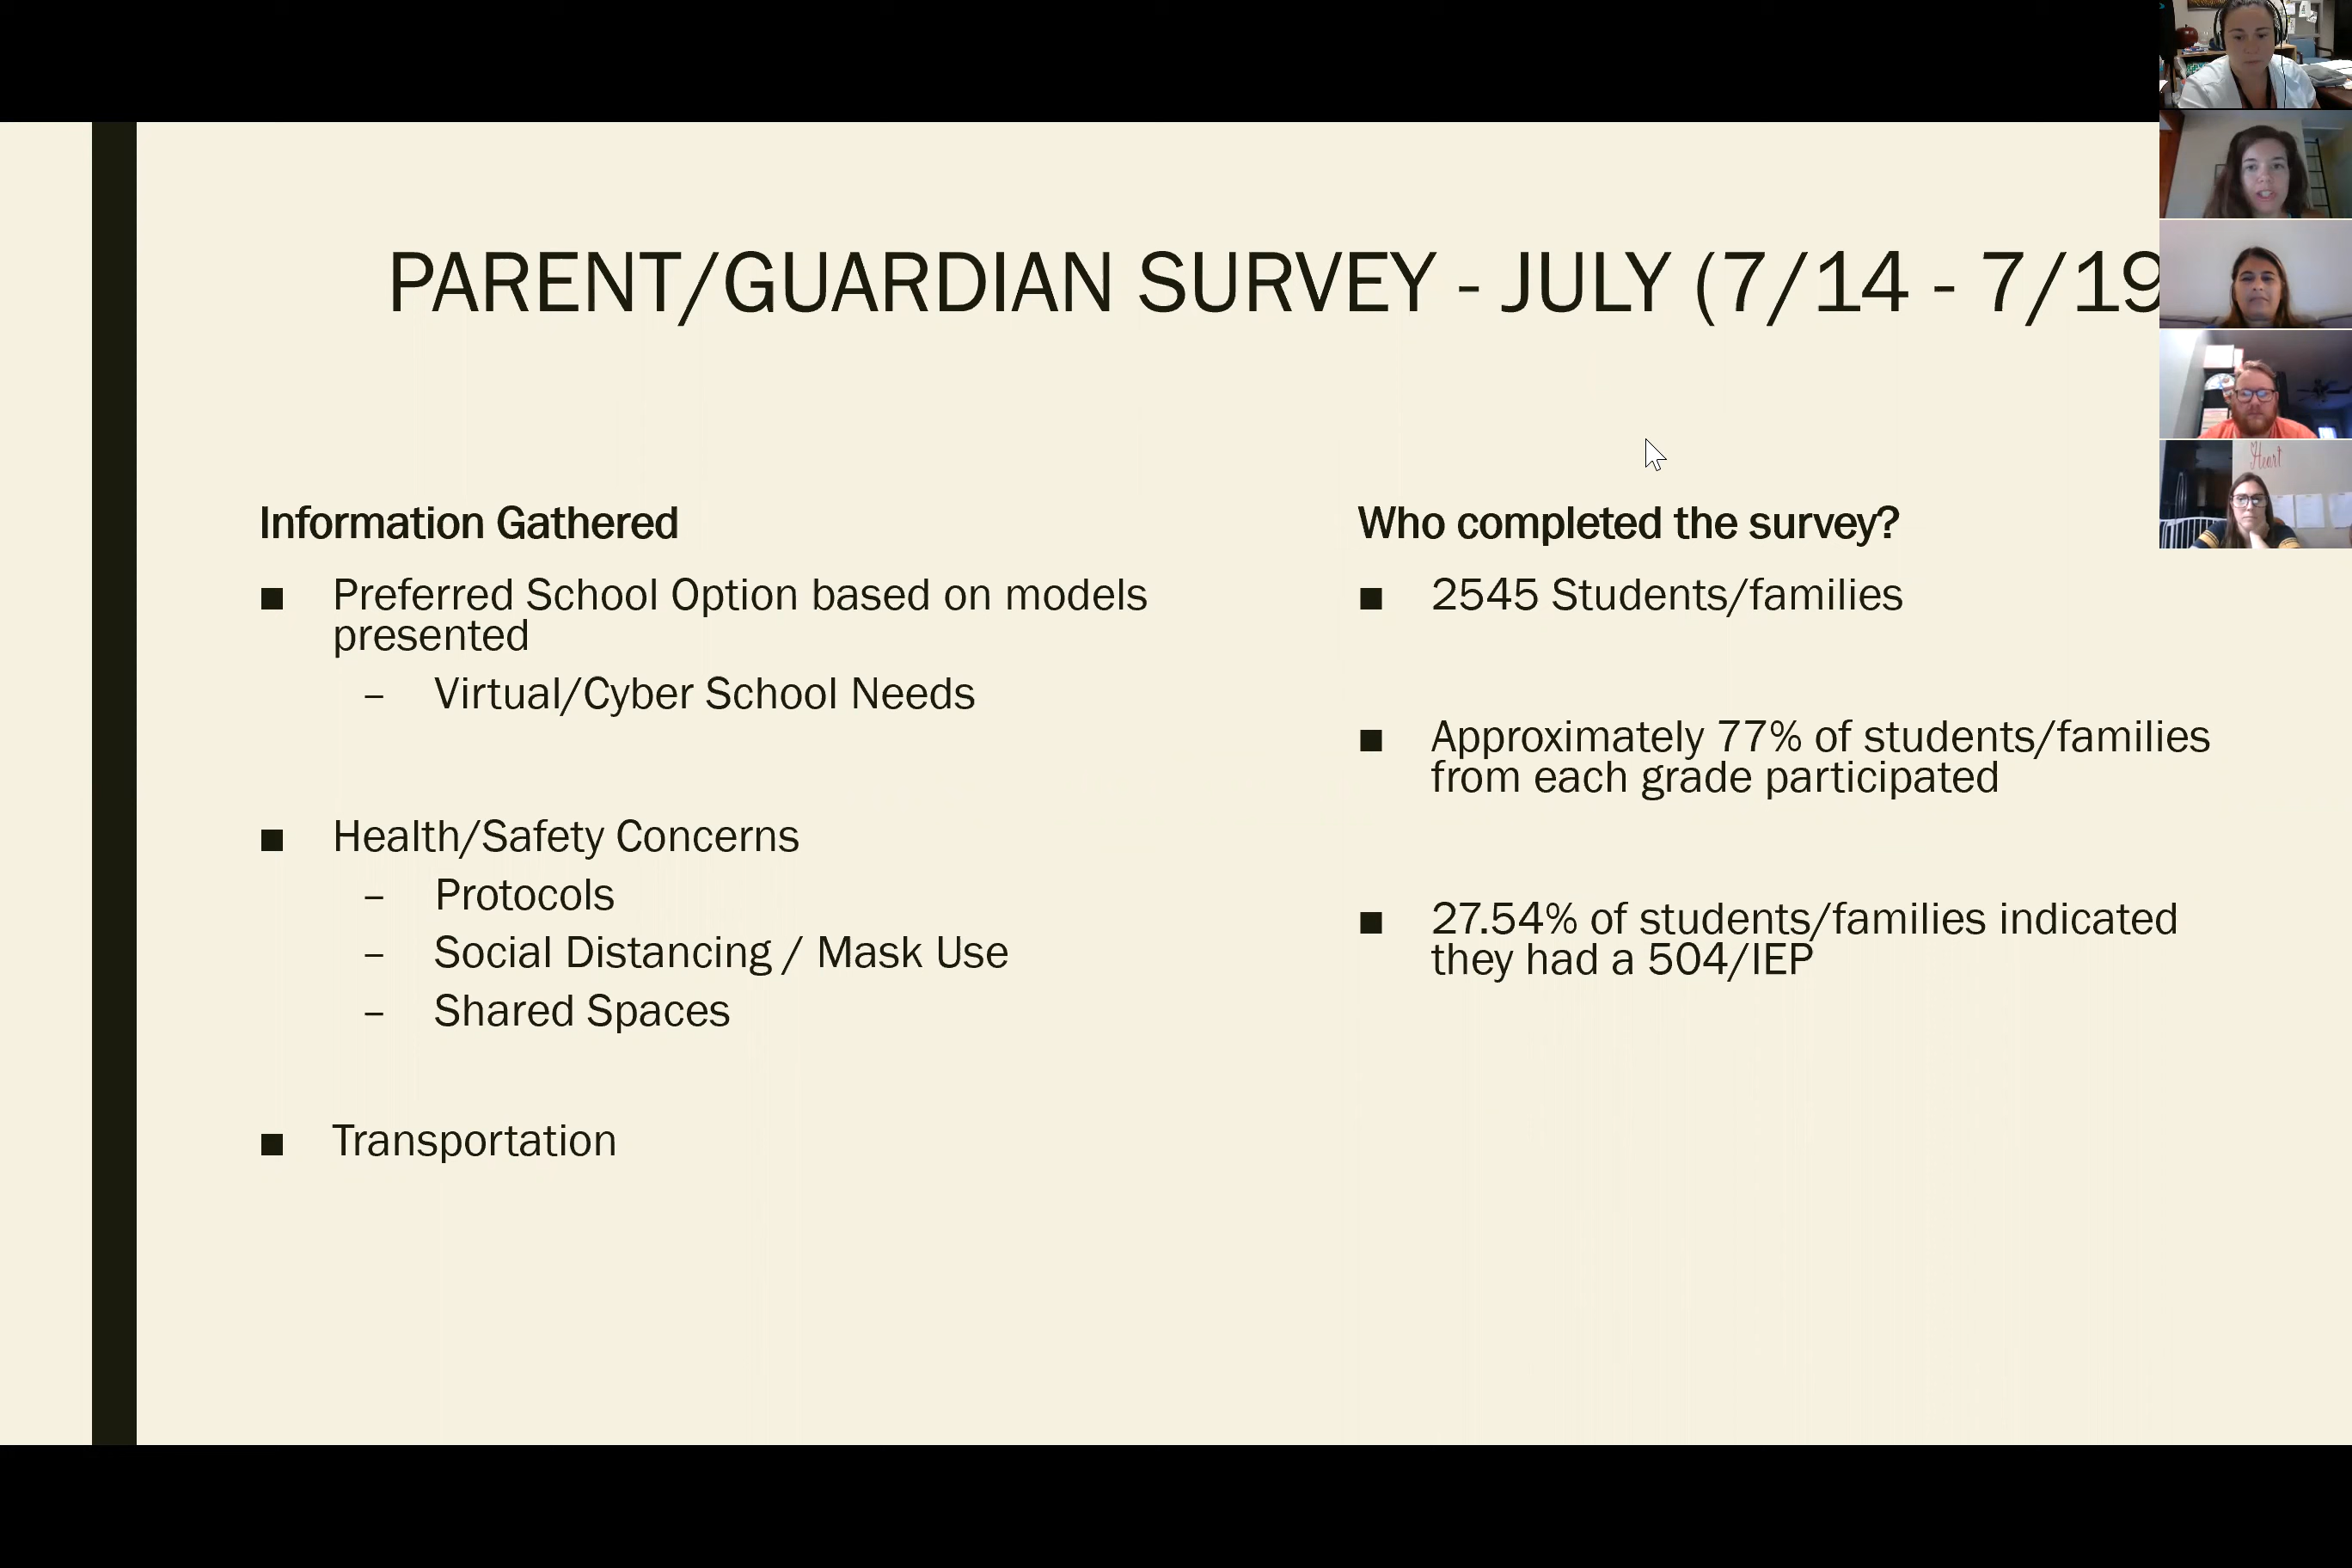 PARENT/GUARDIAN SURVEY - JULY (7/14 - 7/19
Information Gathered
■ Preferred School Option based on models
presented
– Virtual/Cyber School Needs
■ Health/Safety Concerns
– Protocols
– Social Distancing / Mask Use
– Shared Spaces
■ Transportation
Who completed the survey?
■ 2545 Students/families
■ Approximately 77% of students/families
from each grade participated
■ 27.54% of students/families indicated
they had a 504/IEP
Heart